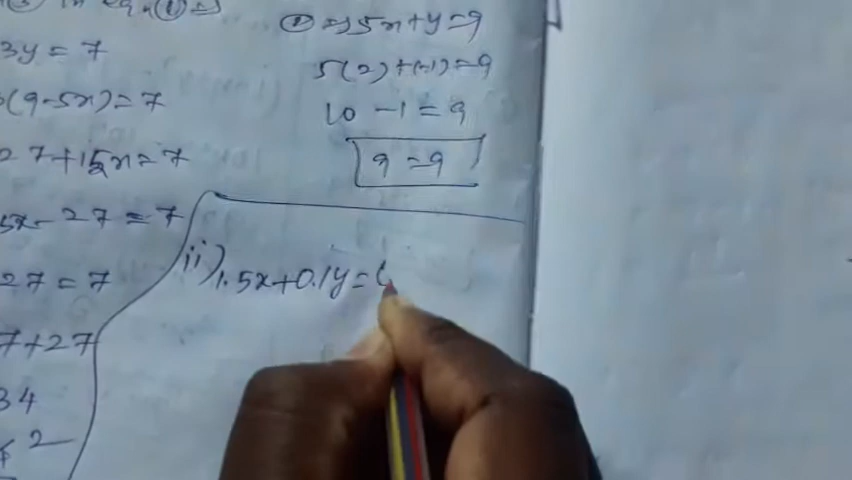 3y = 7
(9-5x) = 7
27+15x=7
5x-27 = 7
27 = 7
7+27
34
2
① ⇒ 5x+y=9
5(2)+(-1)=9
10 -1 = 9
9 = 9
ii) 1.5x+0.1y=